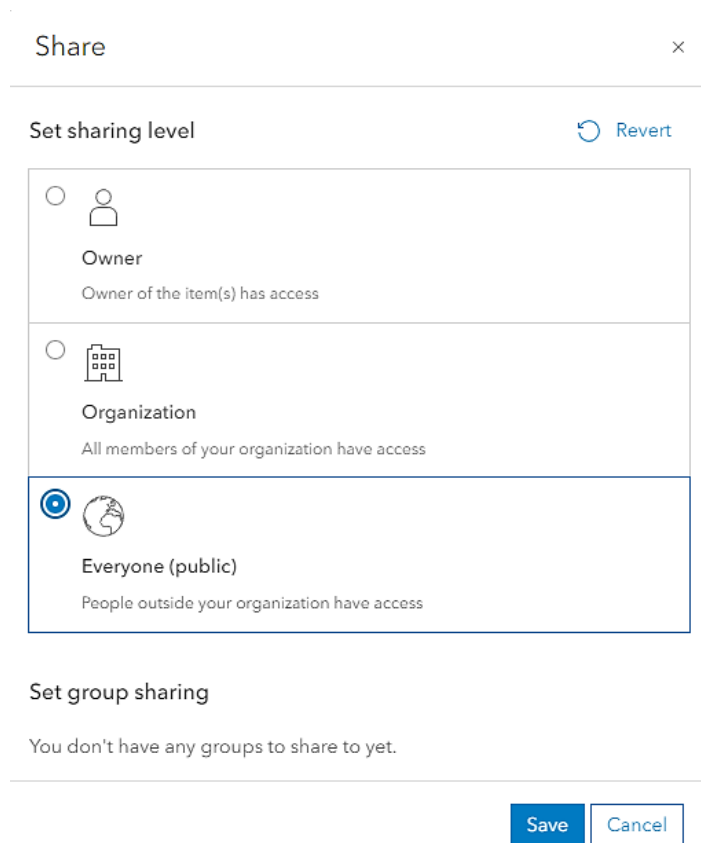 Share
Set sharing level
Revert
Owner
Owner of the item(s) has access
Organization
All members of your organization have access
Everyone (public)
People outside your organization have access
Set group sharing
You don't have any groups to share to yet.
Save
Cancel